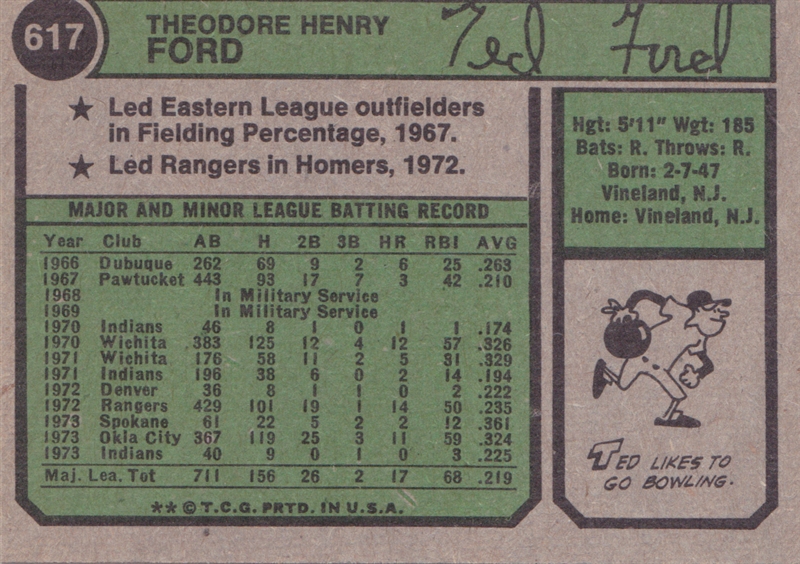 617
THEODORE HENRY
FORD
Ted Ford
★ Led Eastern League outfielders
in Fielding Percentage, 1967.
★ Led Rangers in Homers, 1972.
Hgt: 5'11" Wgt: 185
Bats: R. Throws: R.
Born: 2-7-47
Vineland, N.J.
Home: Vineland, N.J.
MAJOR AND MINOR LEAGUE BATTING RECORD
Year Club AB H 2B 3B HR RBI AVG
1966 Dubuque 262 69 9 2 6 25 .263
1967 Pawtucket 443 93 17 7 3 42 .210
1968 In Military Service
1969 In Military Service
1970 Indians 46 8 1 0 1 1 .174
1970 Wichita 383 125 12 4 12 57 .326
1971 Wichita 176 58 11 2 5 31 .329
1971 Indians 196 38 6 0 2 14 .194
1972 Denver 36 8 1 1 0 2 .222
1972 Rangers 429 101 19 1 14 50 .235
1973 Spokane 61 22 5 2 2 12 .361
1973 Okla City 367 119 25 3 11 59 .324
1973 Indians 40 9 0 1 0 3 .225
Maj. Lea. Tot 711 156 26 2 17 68 .219
** © T.C.G. PRTD. IN U.S.A.
TED LIKES TO
GO BOWLING.